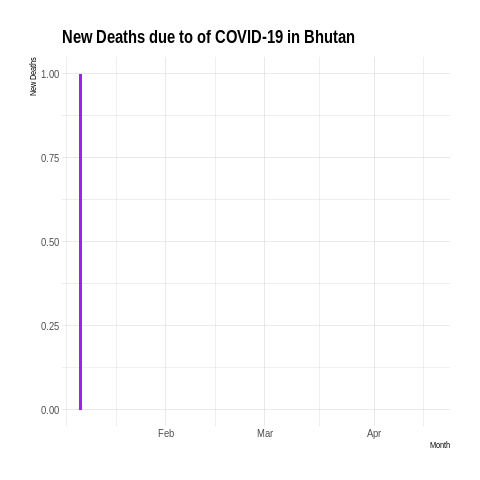 New Deaths due to of COVID-19 in Bhutan
New Deaths
1.00
0.75
0.50
0.25
0.00
Feb Mar Apr
Month